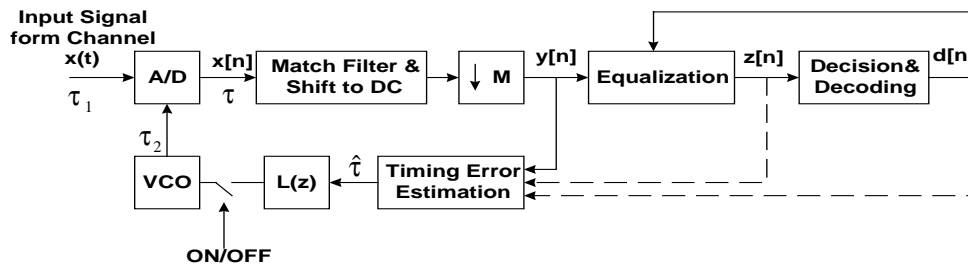 Input Signal
form Channel
x(t)
τ1
A/D
x[n]
τ
Match Filter &
Shift to DC
↓ M
y[n]
Equalization
z[n]
Decision&
Decoding
d[n
τ2
VCO
L(z)
τ̂
Timing Error
Estimation
ON/OFF